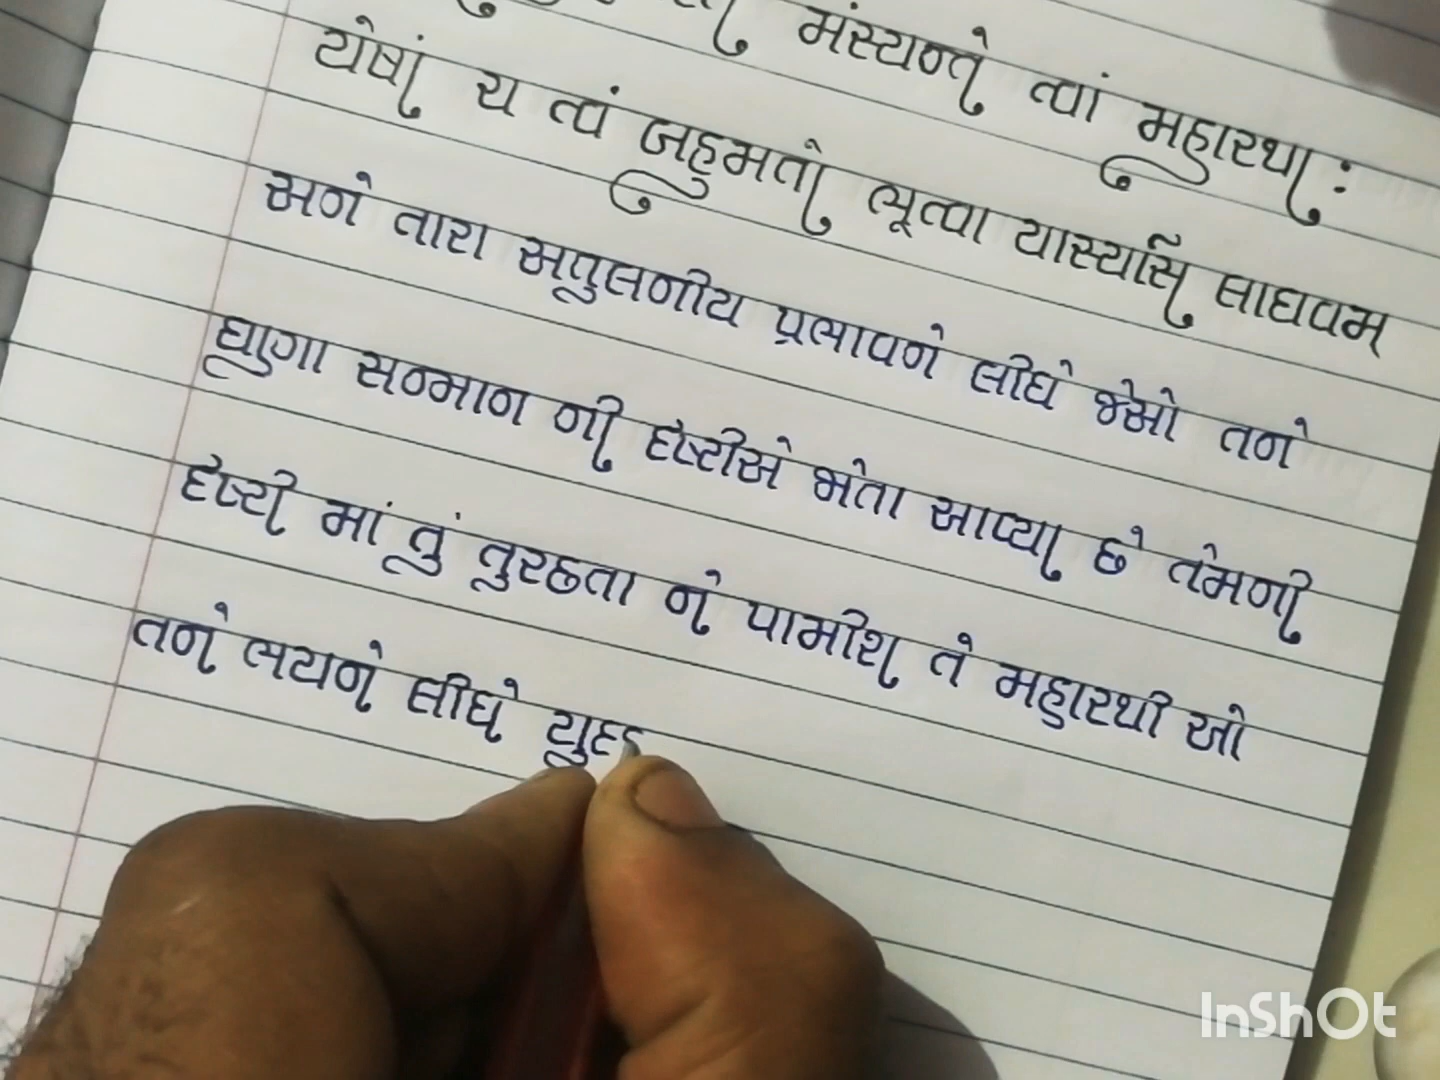 મંસ્યન્તે ત્વાં મહારથા :
યેષાં ચ ત્વં બહુમતો ભૂત્વા યાસ્યસિ લાઘવમ્
અને તારા અતુલનીય પ્રભાવને લીધે જેઓ તને
ઘણા સન્માન ની દૃષ્ટીએ જોતા આવ્યા છે તેમની
દૃષ્ટી માં તું તુચ્છતા ને પામીશ તે મહારથી ઓ
તને ભયને લીધે
InShOt